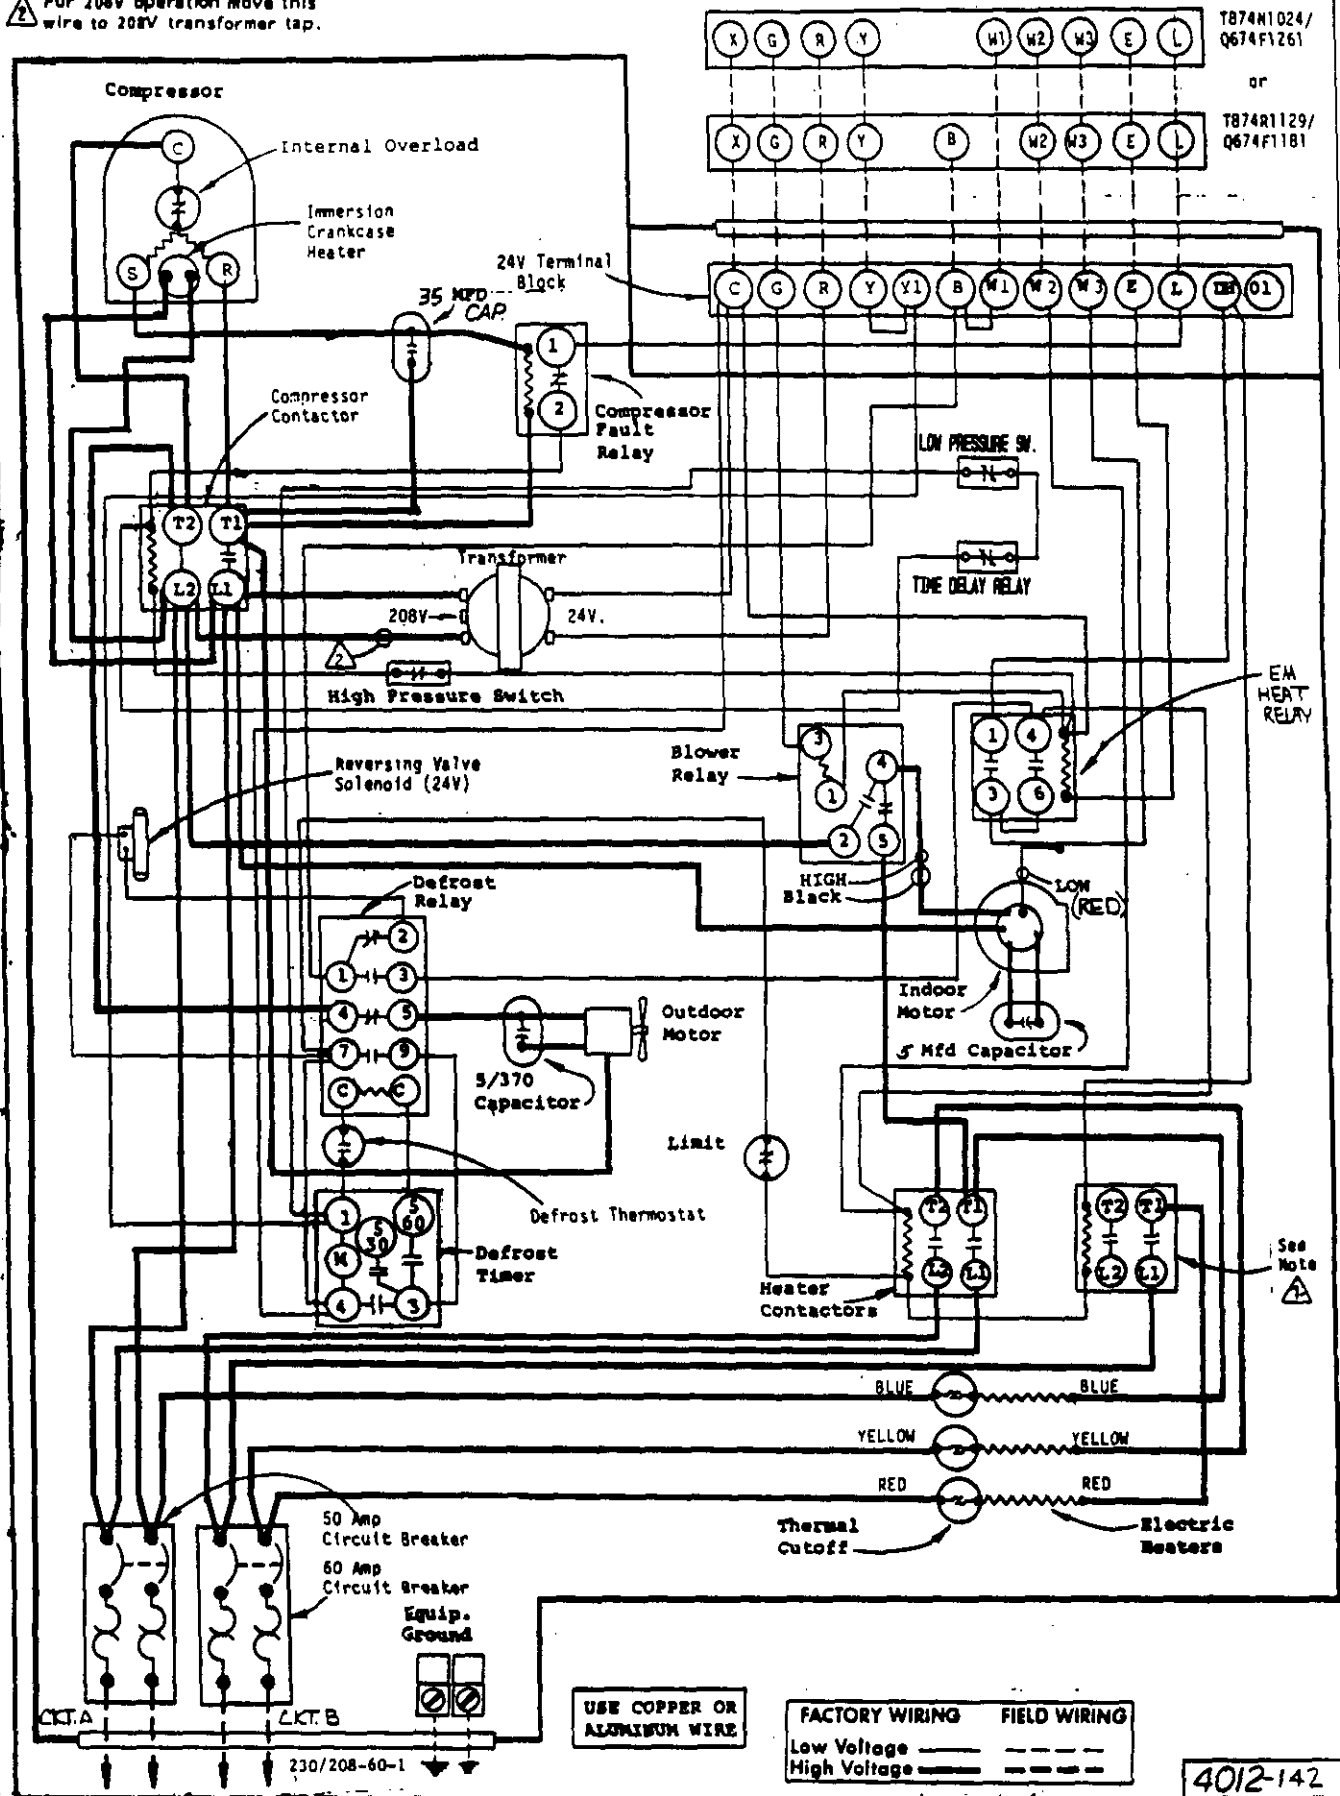 2 For 208V operation move this
wire to 208V transformer tap.
X G R Y W1 W2 W3 E L
T874N1024/
Q674F1261
or
X G R Y B W2 W3 E L
T874R1129/
Q674F1181
Compressor
C
Internal Overload
Immersion
Crankcase
Heater
S R
24V Terminal
Block
C G R Y Y1 B W1 W2 W3 E L DH O1
35 MFD
CAP.
1
2
Compressor
Fault
Relay
Compressor
Contactor
LOW PRESSURE SW.
T2 T1
L2 L1
Transformer
208V
24V.
TIME DELAY RELAY
2
High Pressure Switch
EM
HEAT
RELAY
1 4
3 6
Blower
Relay
3
4
1
2 5
Reversing Valve
Solenoid (24V)
HIGH
Black
LOW
(RED)
Defrost
Relay
2
1 3
4 5
7 9
C C
Indoor
Motor
5 Mfd Capacitor
Outdoor
Motor
5/370
Capacitor
Limit
Defrost Thermostat
1
5
30
5
60
M
4 3
Defrost
Timer
T2 T1
L2 L1
T2 T1
L2 L1
Heater
Contactors
See
Note
1
BLUE BLUE
YELLOW YELLOW
RED RED
Thermal
Cutoff
Electric
Heaters
50 Amp
Circuit Breaker
60 Amp
Circuit Breaker
Equip.
Ground
CKT. A
CKT. B
230/208-60-1
USE COPPER OR
ALUMINUM WIRE
FACTORY WIRING FIELD WIRING
Low Voltage
High Voltage
4012-142